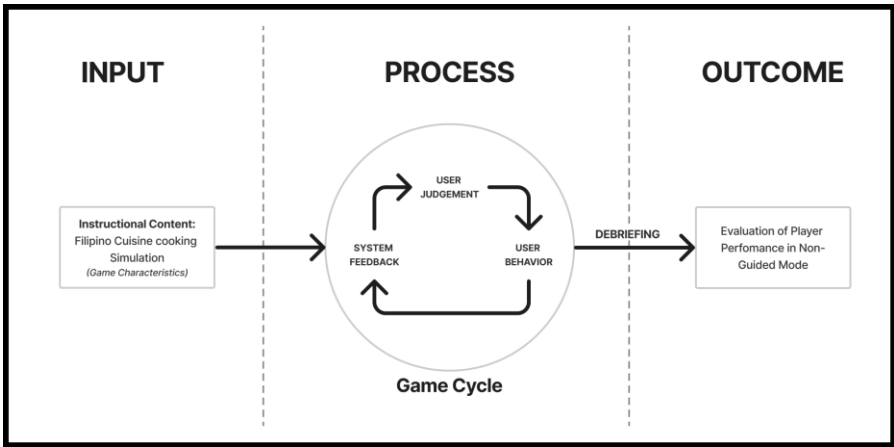 INPUT
PROCESS
OUTCOME
Instructional Content:
Filipino Cuisine cooking
Simulation
(Game Characteristics)
USER
JUDGEMENT
SYSTEM
FEEDBACK
USER
BEHAVIOR
Game Cycle
DEBRIEFING
Evaluation of Player
Perfomance in Non-
Guided Mode